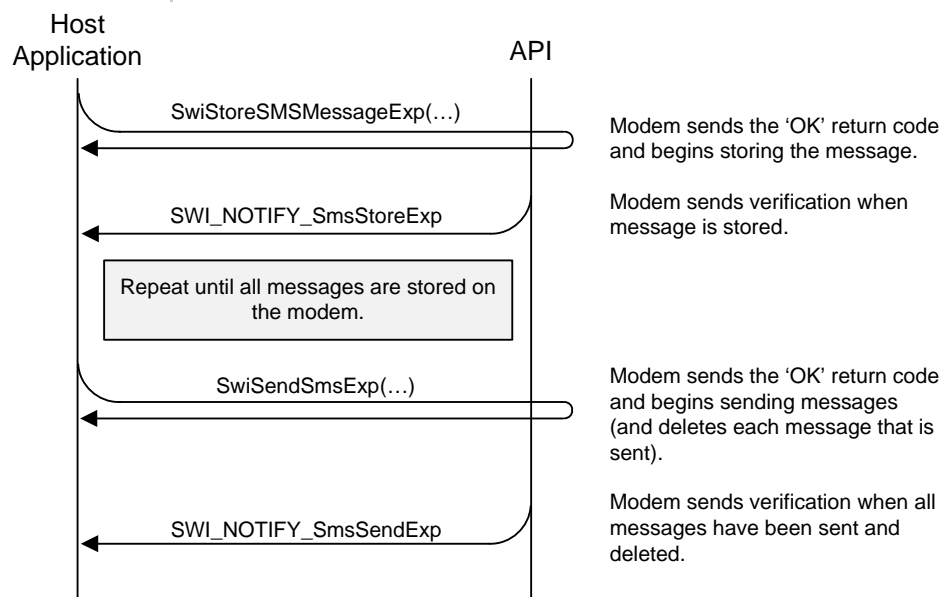 Host
Application
API
SwiStoreSMSMessageExp(…)
Modem sends the ‘OK’ return code
and begins storing the message.
SWI_NOTIFY_SmsStoreExp
Modem sends verification when
message is stored.
Repeat until all messages are stored on
the modem.
SwiSendSmsExp(…)
Modem sends the ‘OK’ return code
and begins sending messages
(and deletes each message that is
sent).
SWI_NOTIFY_SmsSendExp
Modem sends verification when all
messages have been sent and
deleted.